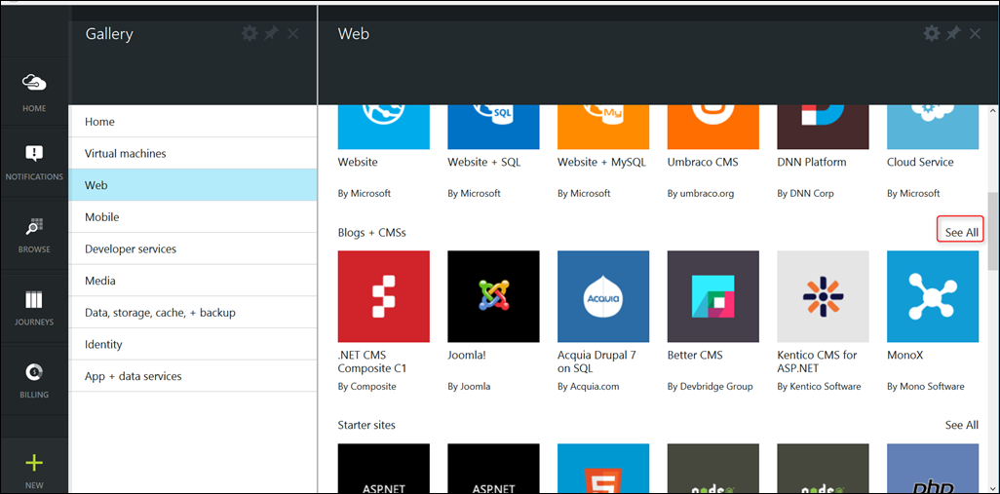 Gallery
Web
HOME
NOTIFICATIONS
BROWSE
JOURNEYS
BILLING
NEW
Home
Virtual machines
Web
Mobile
Developer services
Media
Data, storage, cache, + backup
Identity
App + data services
SQL
My
Website
Website + SQL
Website + MySQL
Umbraco CMS
DNN Platform
Cloud Service
By Microsoft
By Microsoft
By Microsoft
By umbraco.org
By DNN Corp
By Microsoft
Blogs + CMSs
See All
ACQUIA
.NET CMS
Composite C1
Joomla!
Acquia Drupal 7
on SQL
Better CMS
Kentico CMS for
ASP.NET
MonoX
By Composite
By Joomla
By Acquia.com
By Devbridge Group
By Kentico Software
By Mono Software
Starter sites
See All
ASP.NET
ASP.NET
node
node
php